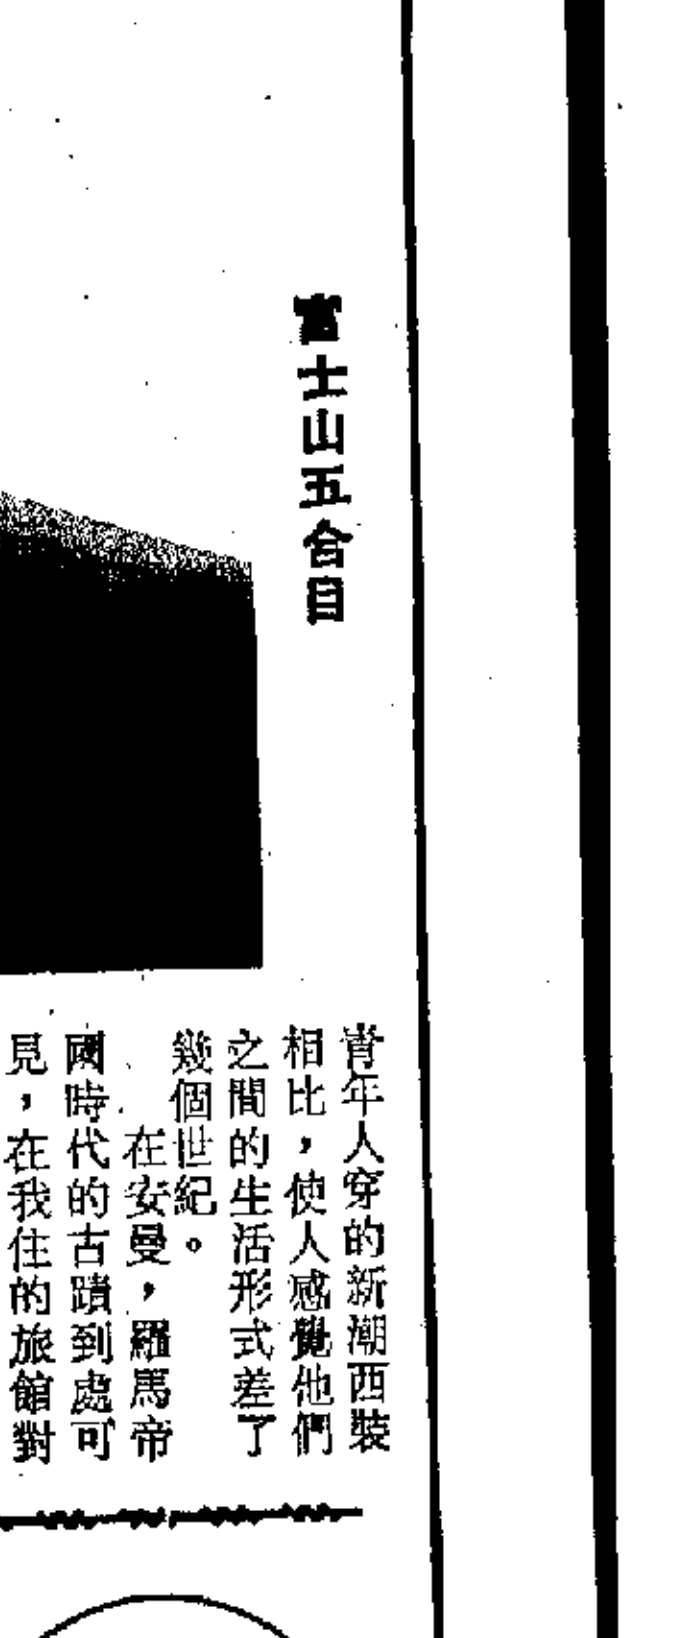 富士山五合目
青年人穿的新潮西裝
相比，使人感覺他們
之間的生活形式差了
幾個世紀。
在安曼，羅馬帝
國時代的古蹟到處可
見，在我住的旅館對